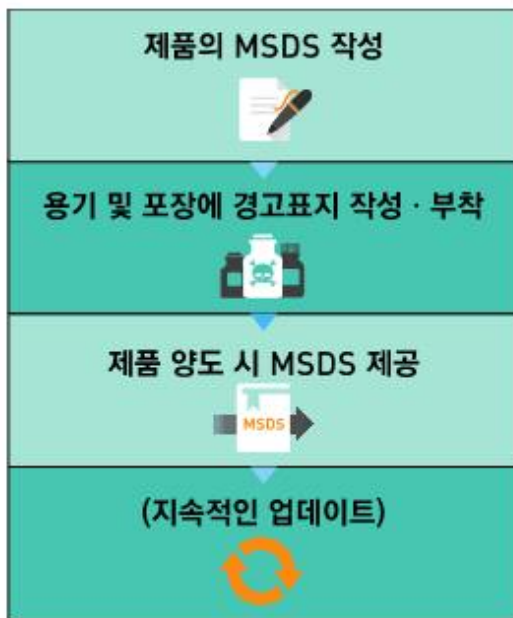 제품의 MSDS 작성
용기 및 포장에 경고표지 작성 · 부착
제품 양도 시 MSDS 제공
MSDS
(지속적인 업데이트)